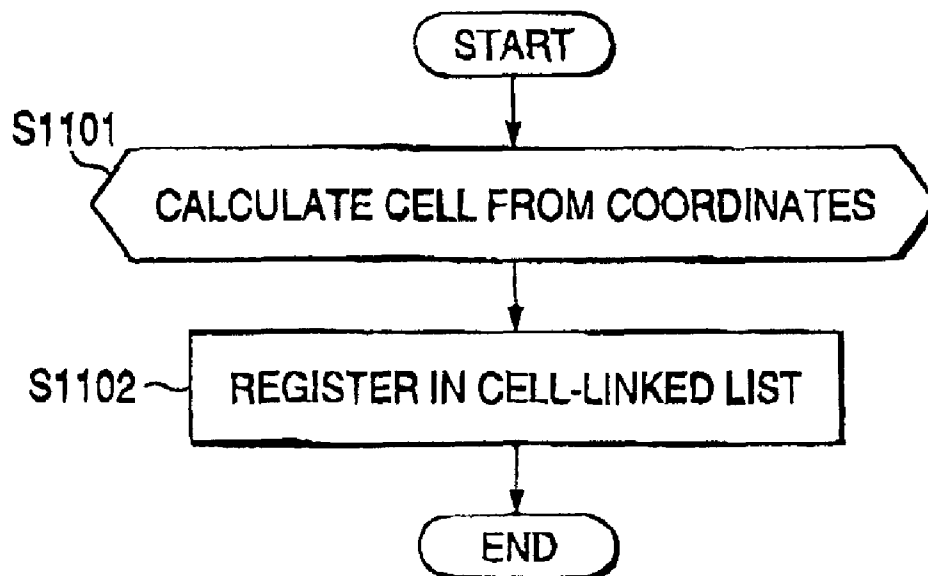 START
S1101
CALCULATE CELL FROM COORDINATES
S1102
REGISTER IN CELL-LINKED LIST
END